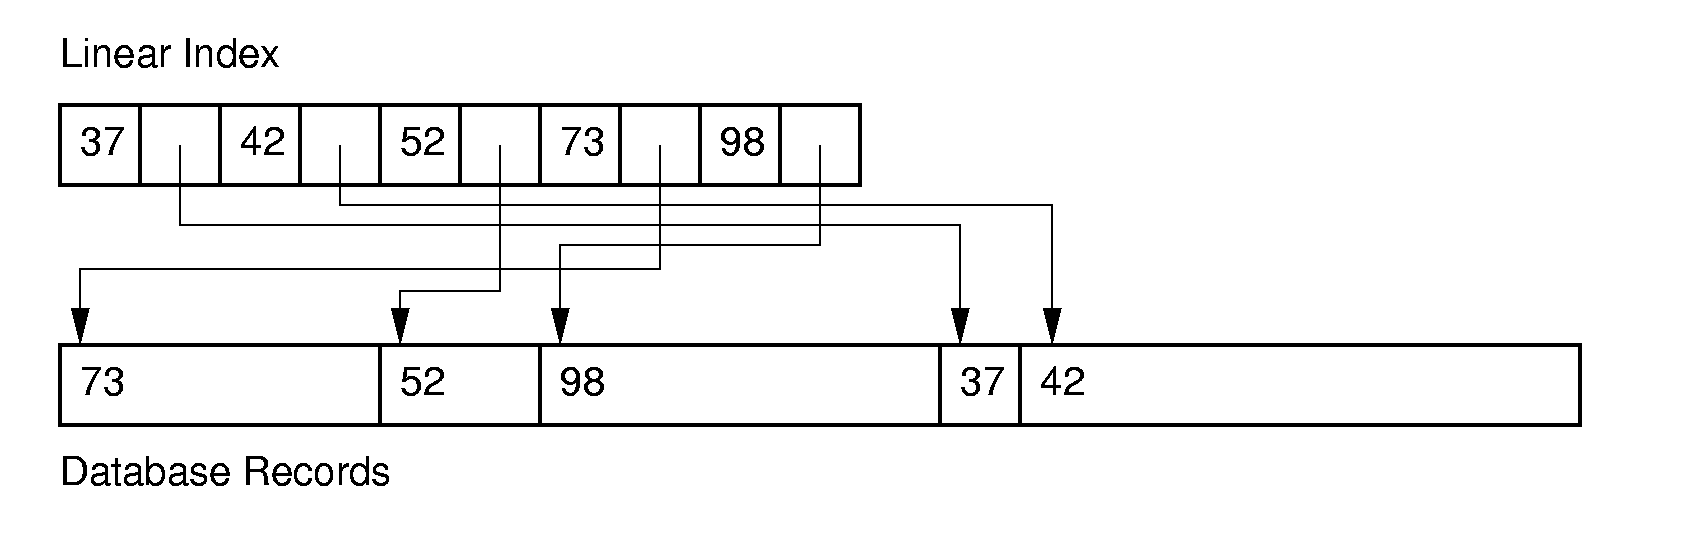 Linear Index
37 42 52 73 98
73 52 98 37 42
Database Records